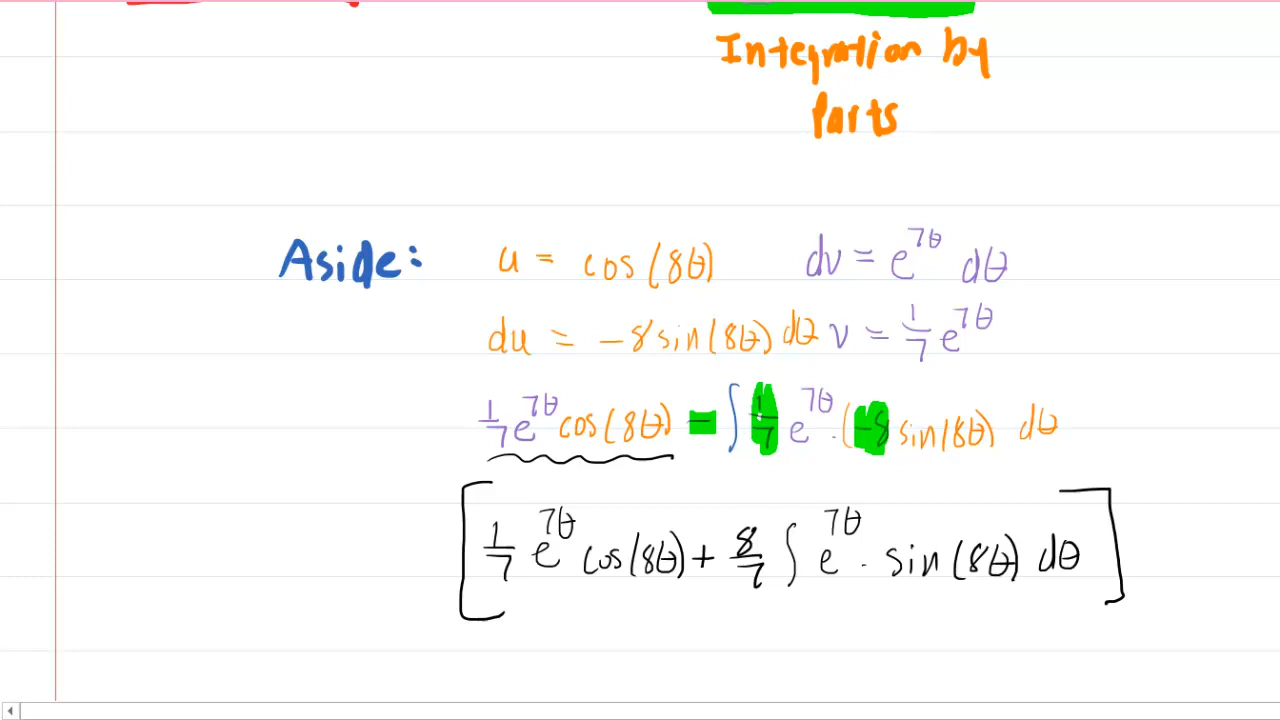 Integration by
Parts
Aside: u = cos(8θ) dv = e^{7θ} dθ
du = -8 sin(8θ) dθ v = 1/7 e^{7θ}
1/7 e^{7θ} cos(8θ) - ∫ 1/7 e^{7θ} · (-8 sin(8θ) dθ
[ 1/7 e^{7θ} cos(8θ) + 8/7 ∫ e^{7θ} · sin(8θ) dθ ]